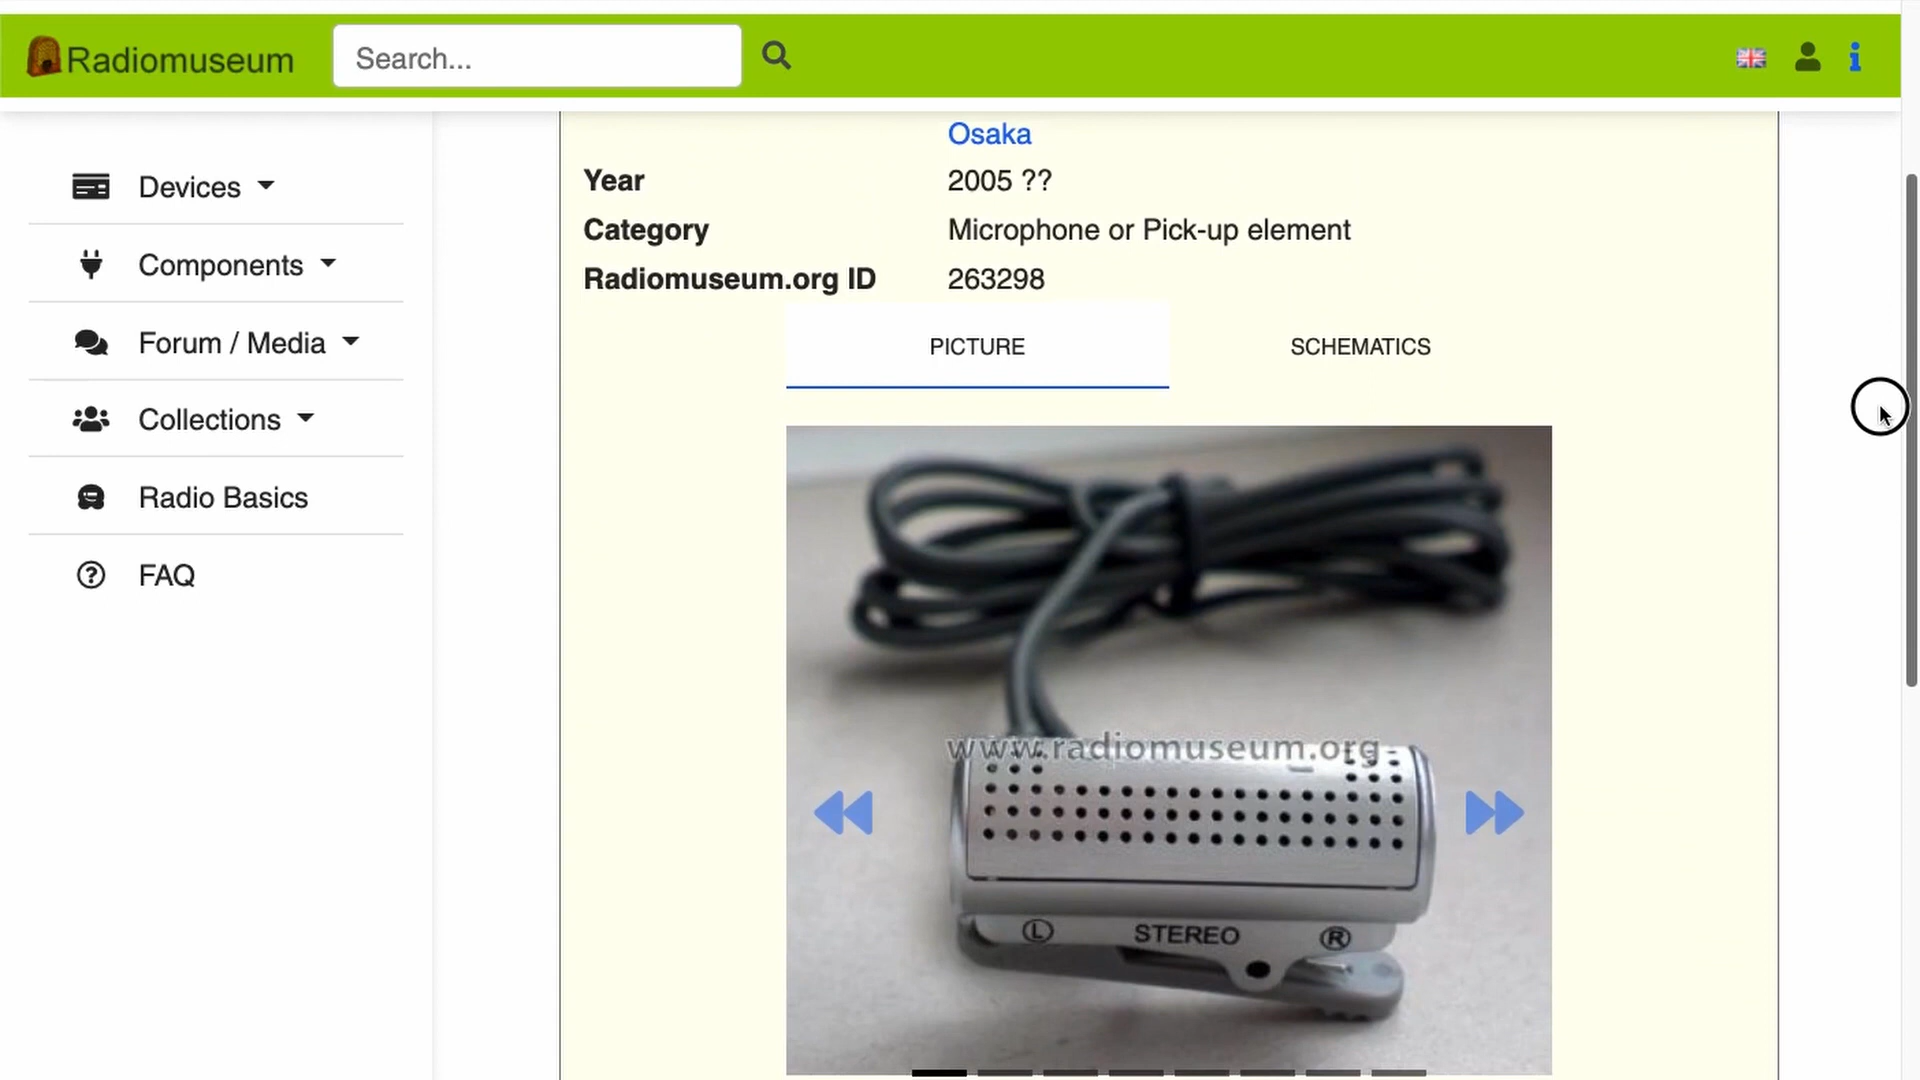 Radiomuseum
Search...
Osaka
Year 2005 ??
Category Microphone or Pick-up element
Radiomuseum.org ID 263298
Devices
Components
Forum / Media
Collections
Radio Basics
FAQ
PICTURE SCHEMATICS
www.radiomuseum.org
L STEREO R